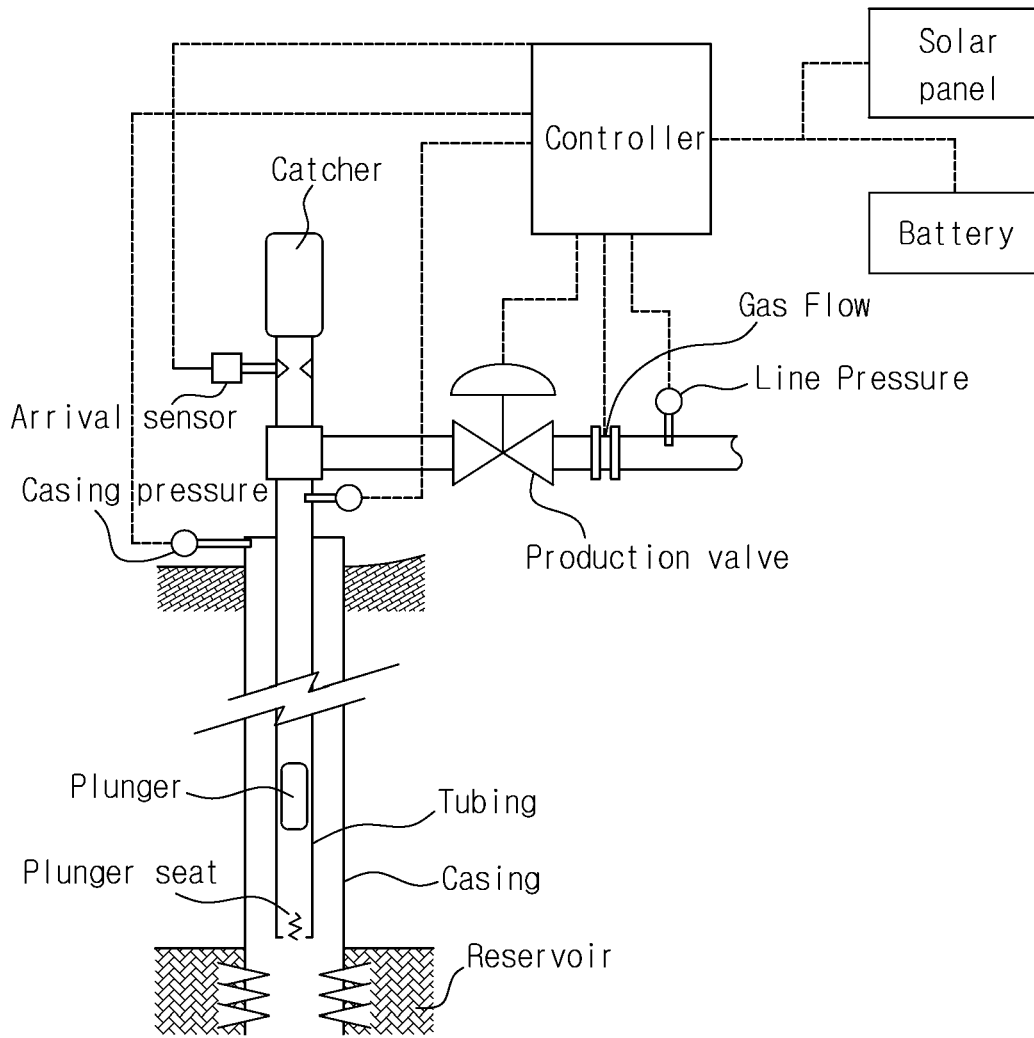 Solar
panel
Controller
Catcher
Battery
Gas Flow
Line Pressure
Arrival sensor
Casing pressure
Production valve
Plunger
Tubing
Plunger seat
Casing
Reservoir